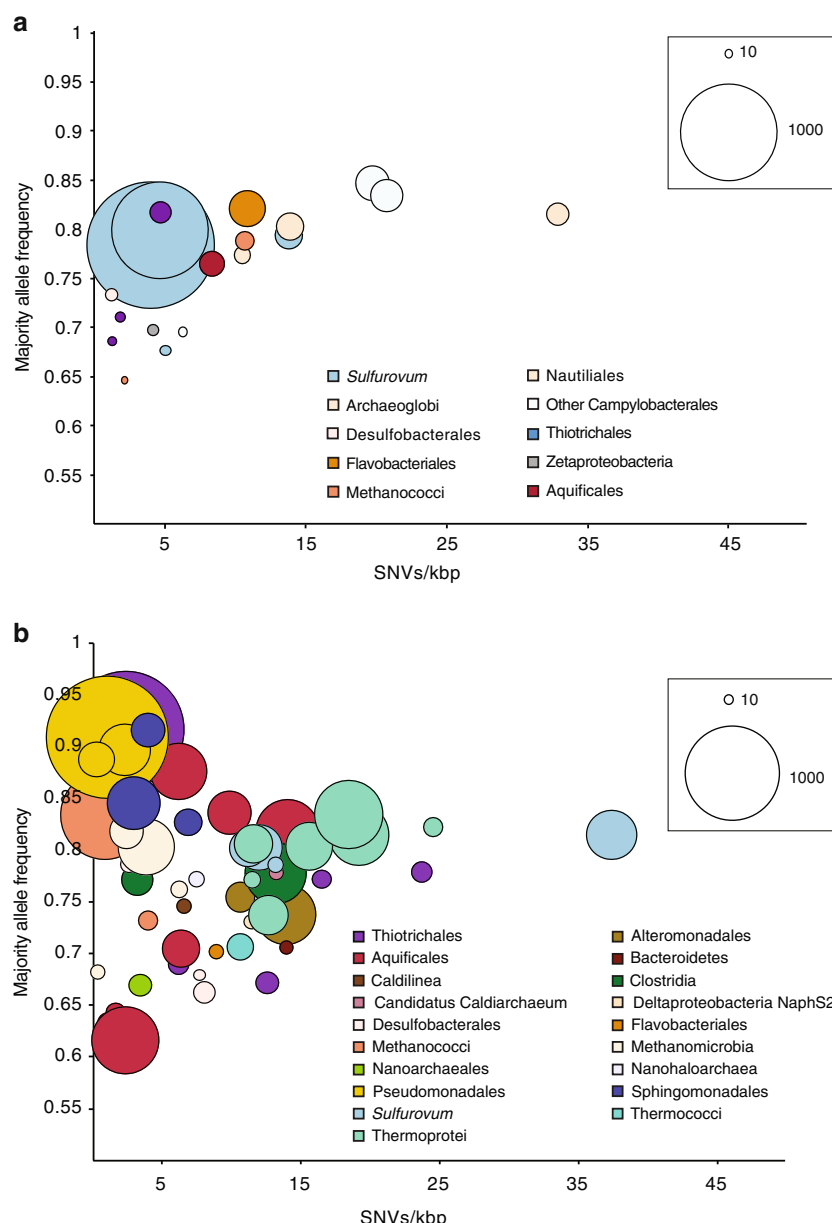 a
1
0.95
0.9
0.85
0.8
0.75
0.7
0.65
0.6
0.55
Majority allele frequency
10
1000
Sulfurovum
Archaeoglobi
Desulfobacterales
Flavobacteriales
Methanococci
Nautiliales
Other Campylobacterales
Thiotrichales
Zetaproteobacteria
Aquificales
5 15 25 35 45
SNVs/kbp
b
1
0.95
0.9
0.85
0.8
0.75
0.7
0.65
0.6
0.55
Majority allele frequency
10
1000
Thiotrichales
Aquificales
Caldilinea
Candidatus Caldiarchaeum
Desulfobacterales
Methanococci
Nanoarchaeales
Pseudomonadales
Sulfurovum
Thermoprotei
Alteromonadales
Bacteroidetes
Clostridia
Deltaproteobacteria NaphS2
Flavobacteriales
Methanomicrobia
Nanohaloarchaea
Sphingomonadales
Thermococci
5 15 25 35 45
SNVs/kbp